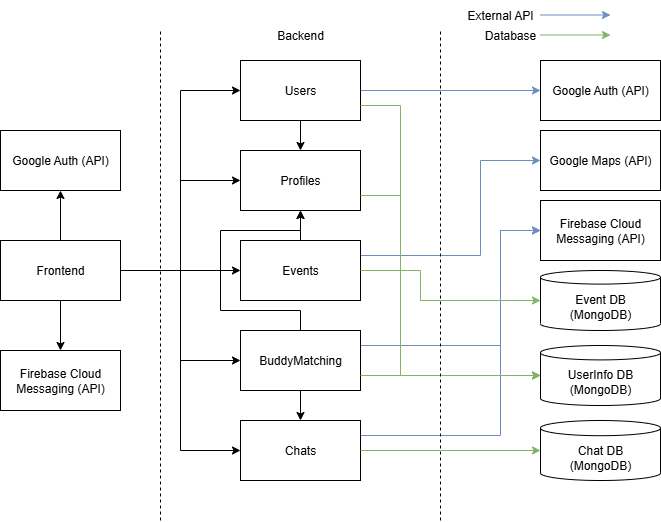 External API
Backend
Database
Users
Google Auth (API)
Google Auth (API)
Google Maps (API)
Profiles
Firebase Cloud
Messaging (API)
Frontend
Events
Event DB
(MongoDB)
BuddyMatching
Firebase Cloud
Messaging (API)
UserInfo DB
(MongoDB)
Chats
Chat DB
(MongoDB)